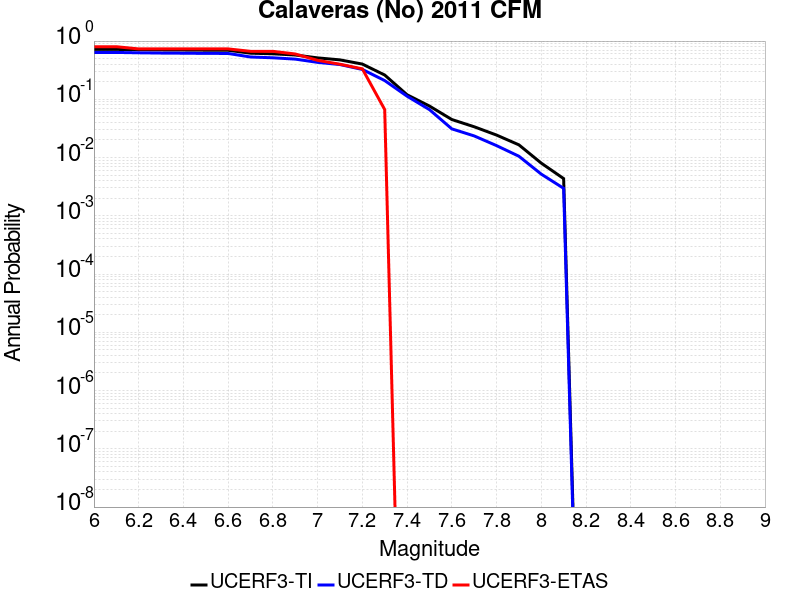 Calaveras (No) 2011 CFM
10^0
10^-1
10^-2
10^-3
10^-4
10^-5
10^-6
10^-7
10^-8
Annual Probability
6 6.2 6.4 6.6 6.8 7 7.2 7.4 7.6 7.8 8 8.2 8.4 8.6 8.8 9
Magnitude
UCERF3-TI UCERF3-TD UCERF3-ETAS